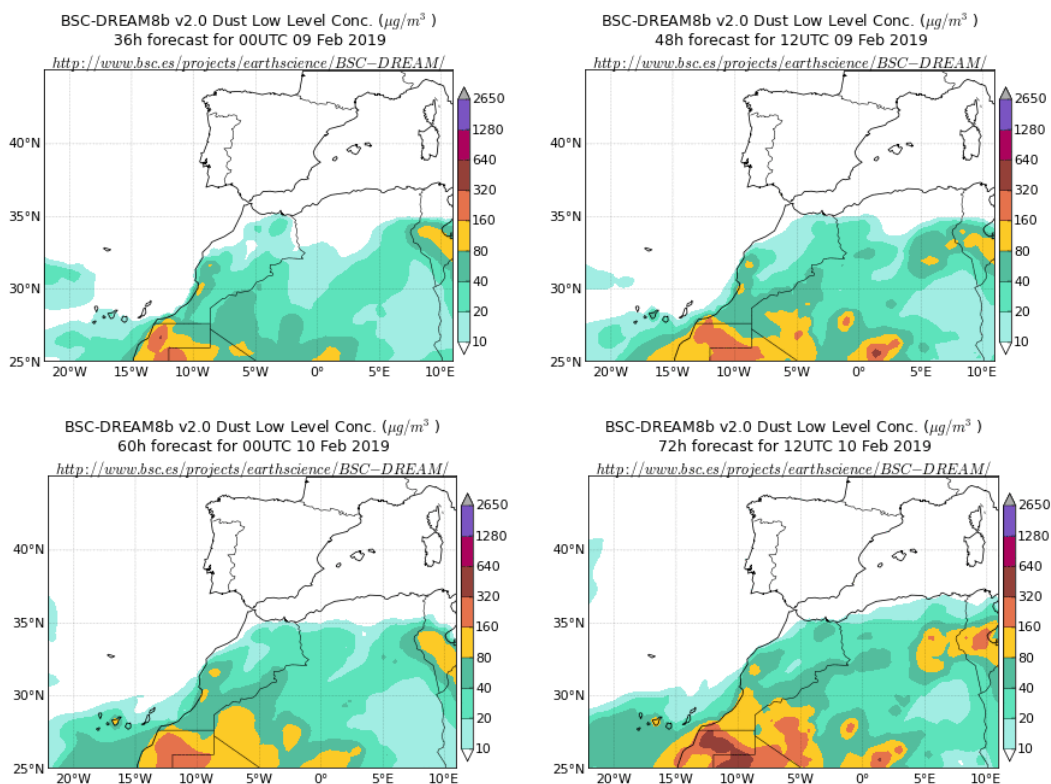 BSC-DREAM8b v2.0 Dust Low Level Conc. (μg/m³ )
36h forecast for 00UTC 09 Feb 2019
http://www.bsc.es/projects/earthscience/BSC−DREAM/
40°N
35°N
30°N
25°N
20°W
15°W
10°W
5°W
0°E
5°E
10°E
2650
1280
640
320
160
80
40
20
10
BSC-DREAM8b v2.0 Dust Low Level Conc. (μg/m³ )
48h forecast for 12UTC 09 Feb 2019
http://www.bsc.es/projects/earthscience/BSC−DREAM/
40°N
35°N
30°N
25°N
20°W
15°W
10°W
5°W
0°E
5°E
10°E
2650
1280
640
320
160
80
40
20
10
BSC-DREAM8b v2.0 Dust Low Level Conc. (μg/m³ )
60h forecast for 00UTC 10 Feb 2019
http://www.bsc.es/projects/earthscience/BSC−DREAM/
40°N
35°N
30°N
25°N
20°W
15°W
10°W
5°W
0°E
5°E
10°E
2650
1280
640
320
160
80
40
20
10
BSC-DREAM8b v2.0 Dust Low Level Conc. (μg/m³ )
72h forecast for 12UTC 10 Feb 2019
http://www.bsc.es/projects/earthscience/BSC−DREAM/
40°N
35°N
30°N
25°N
20°W
15°W
10°W
5°W
0°E
5°E
10°E
2650
1280
640
320
160
80
40
20
10